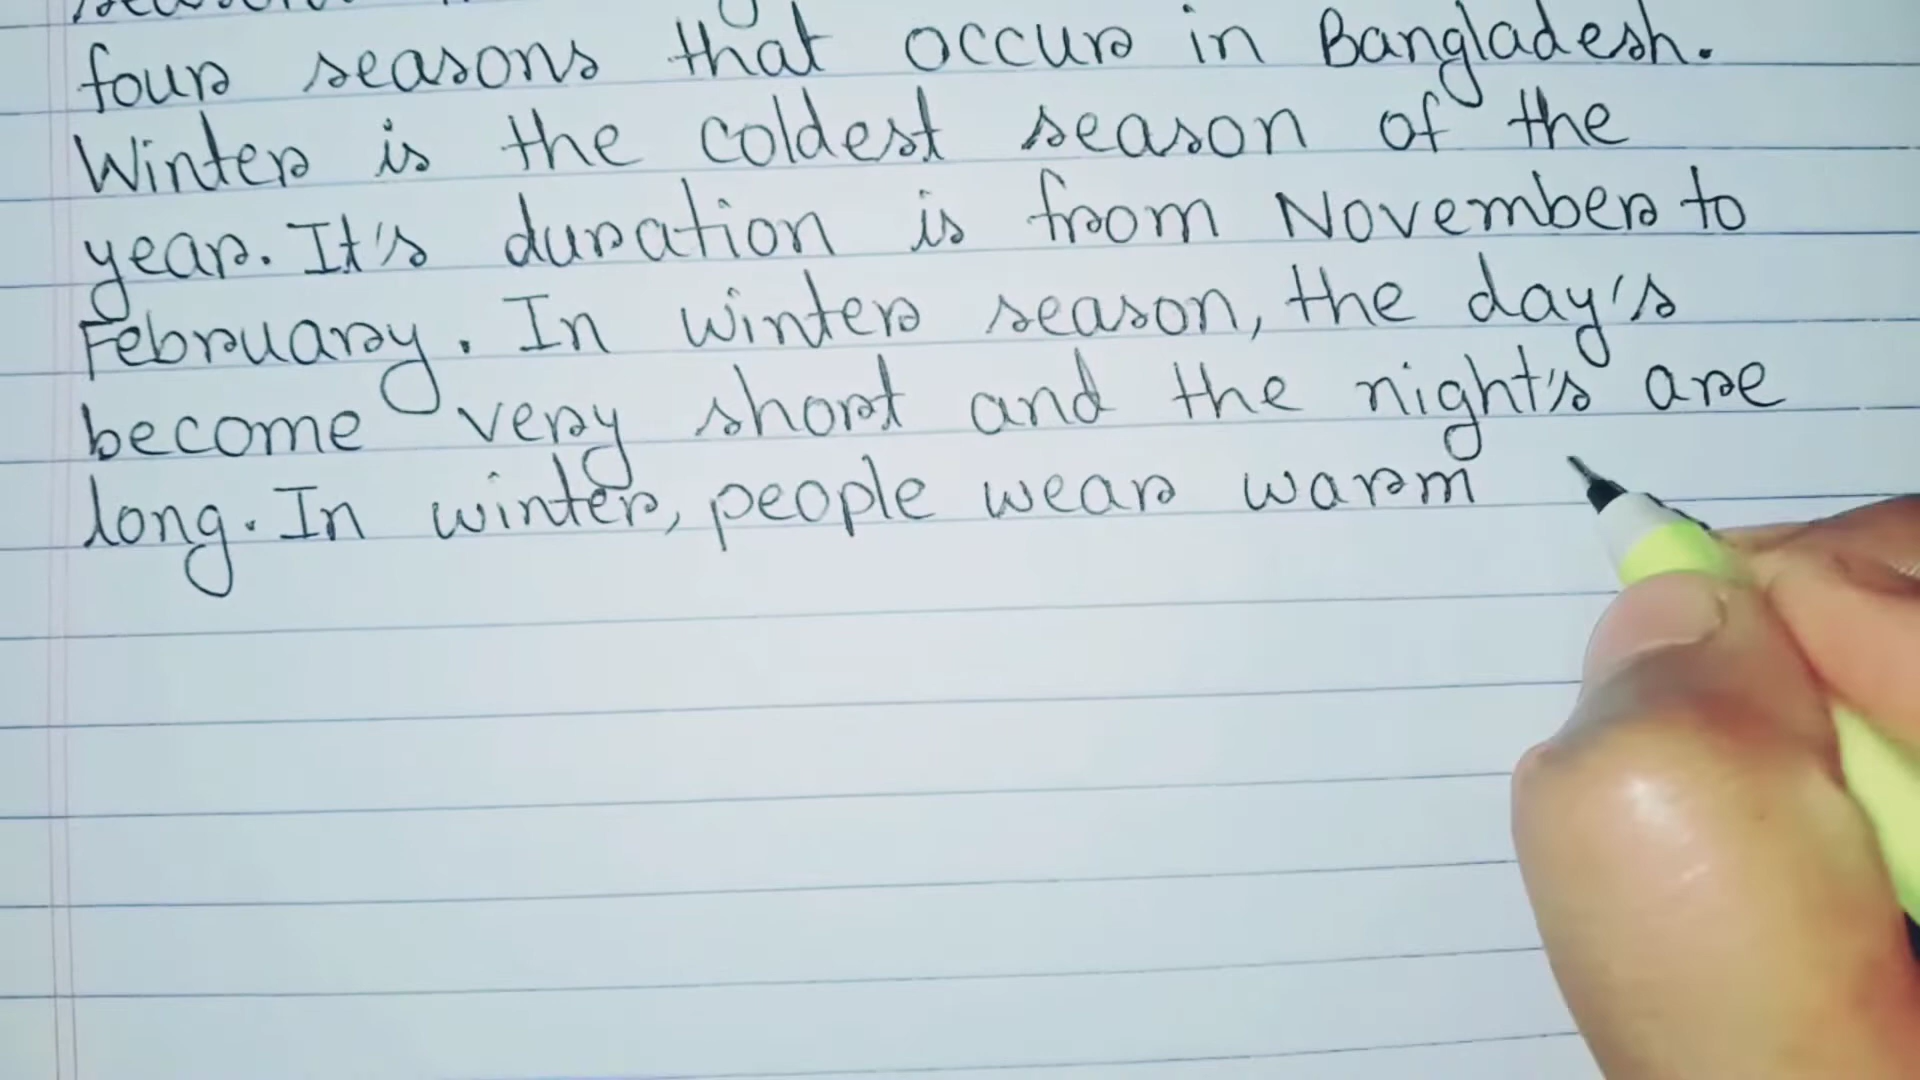 four seasons that occur in Bangladesh.
Winter is the coldest season of the
year. It's duration is from November to
February. In winter season, the day's
become very short and the night's are
long. In winter, people wear warm